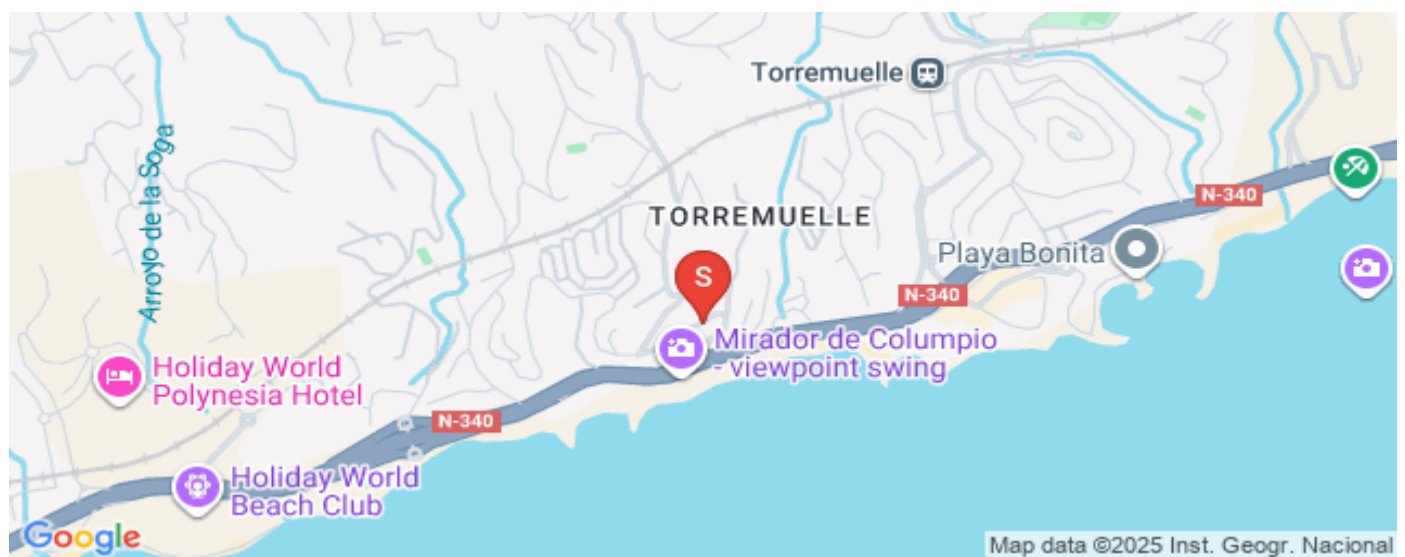 Torremuelle
Arroyo de la Soga
N-340
TORREMUELLE
Playa Bonita
S
N-340
Mirador de Columpio
- viewpoint swing
Holiday World
Polynesia Hotel
N-340
Holiday World
Beach Club
Google
Map data ©2025 Inst. Geogr. Nacional